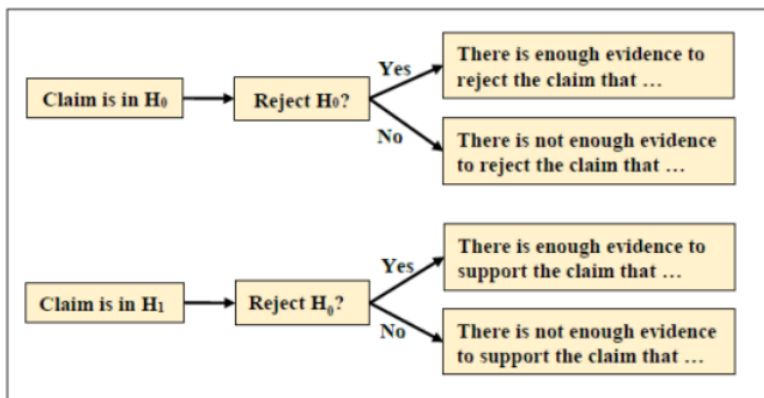 Claim is in H₀
Reject H₀?
Yes
There is enough evidence to
reject the claim that …
No
There is not enough evidence
to reject the claim that …
Claim is in H₁
Reject H₀?
Yes
There is enough evidence to
support the claim that …
No
There is not enough evidence
to support the claim that …